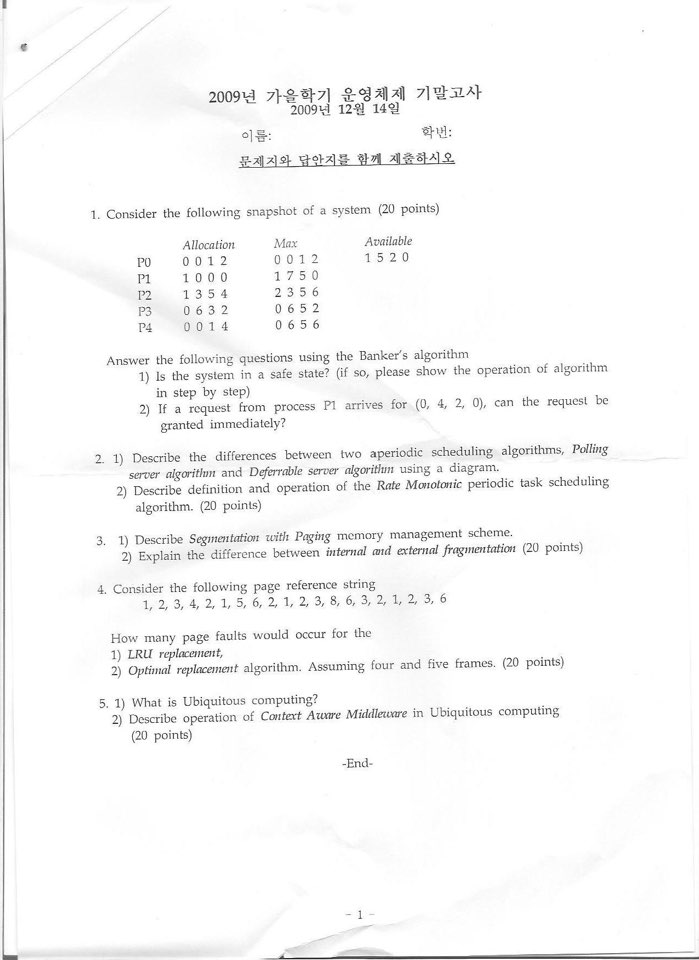 2009년 가을학기 운영체제 기말고사
2009년 12월 14일
이름: 학번:
문제지와 답안지를 함께 제출하시오
1. Consider the following snapshot of a system (20 points)
Allocation Max Available
P0 0 0 1 2 0 0 1 2 1 5 2 0
P1 1 0 0 0 1 7 5 0
P2 1 3 5 4 2 3 5 6
P3 0 6 3 2 0 6 5 2
P4 0 0 1 4 0 6 5 6
Answer the following questions using the Banker's algorithm
1) Is the system in a safe state? (if so, please show the operation of algorithm
in step by step)
2) If a request from process P1 arrives for (0, 4, 2, 0), can the request be
granted immediately?
2. 1) Describe the differences between two aperiodic scheduling algorithms, Polling
server algorithm and Deferrable server algorithm using a diagram.
2) Describe definition and operation of the Rate Monotonic periodic task scheduling
algorithm. (20 points)
3. 1) Describe Segmentation with Paging memory management scheme.
2) Explain the difference between internal and external fragmentation (20 points)
4. Consider the following page reference string
1, 2, 3, 4, 2, 1, 5, 6, 2, 1, 2, 3, 8, 6, 3, 2, 1, 2, 3, 6
How many page faults would occur for the
1) LRU replacement,
2) Optimal replacement algorithm. Assuming four and five frames. (20 points)
5. 1) What is Ubiquitous computing?
2) Describe operation of Context Aware Middleware in Ubiquitous computing
(20 points)
-End-
- 1 -